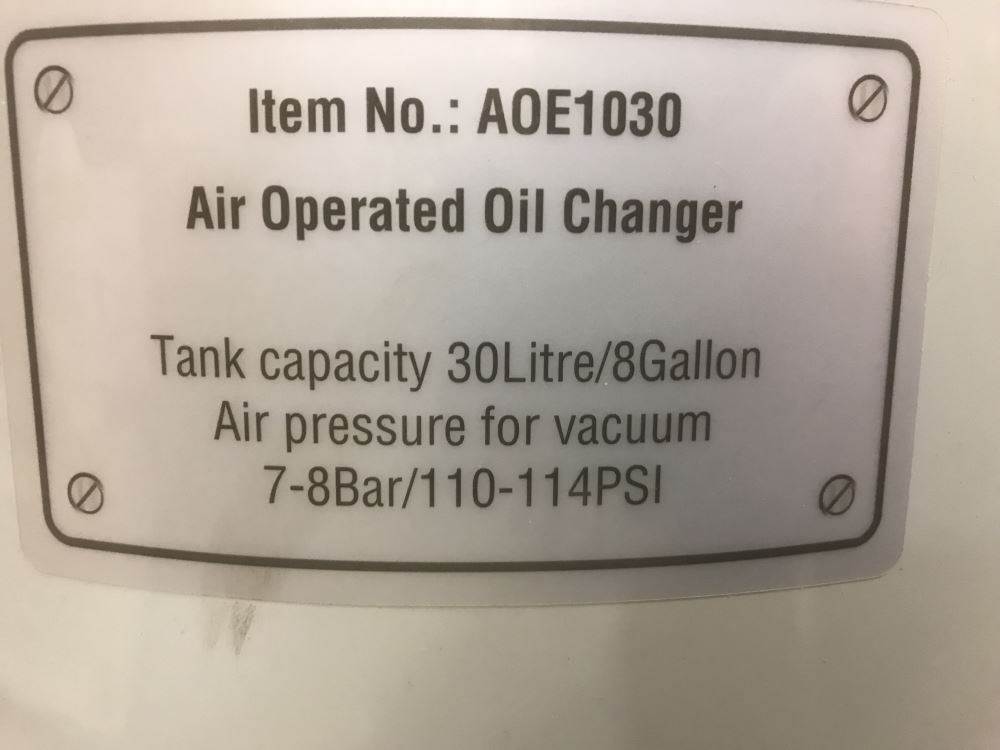 Item No.: AOE1030
Air Operated Oil Changer
Tank capacity 30Litre/8Gallon
Air pressure for vacuum
7-8Bar/110-114PSI